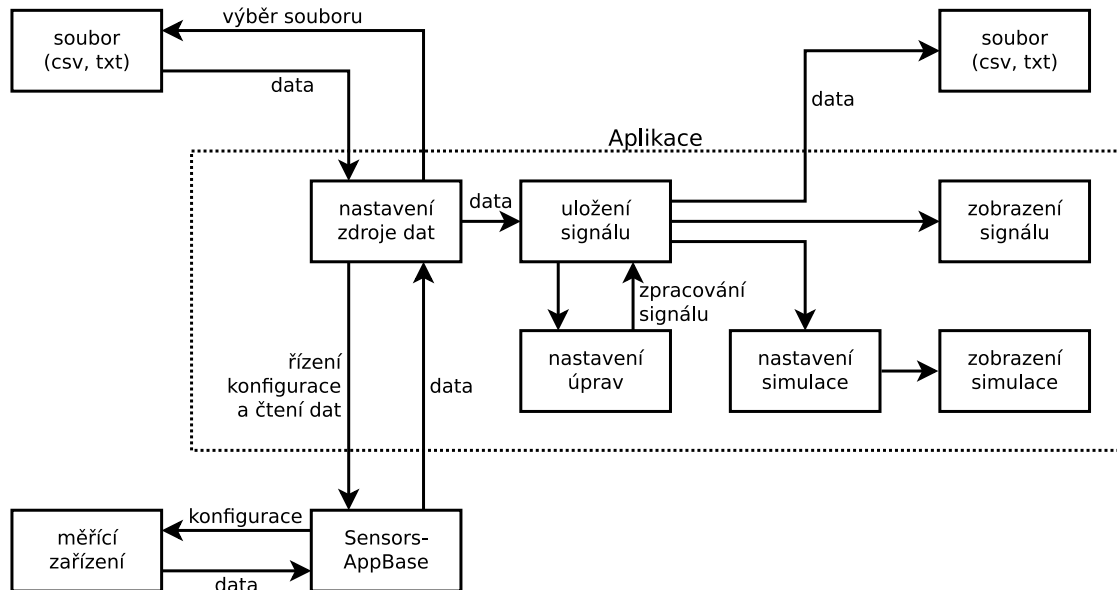 výběr souboru
soubor
(csv, txt)
data
soubor
(csv, txt)
data
Aplikace
nastavení
zdroje dat
data
uložení
signálu
zobrazení
signálu
zpracování
signálu
nastavení
úprav
nastavení
simulace
zobrazení
simulace
řízení
konfigurace
a čtení dat
data
měřící
zařízení
konfigurace
data
Sensors-
AppBase